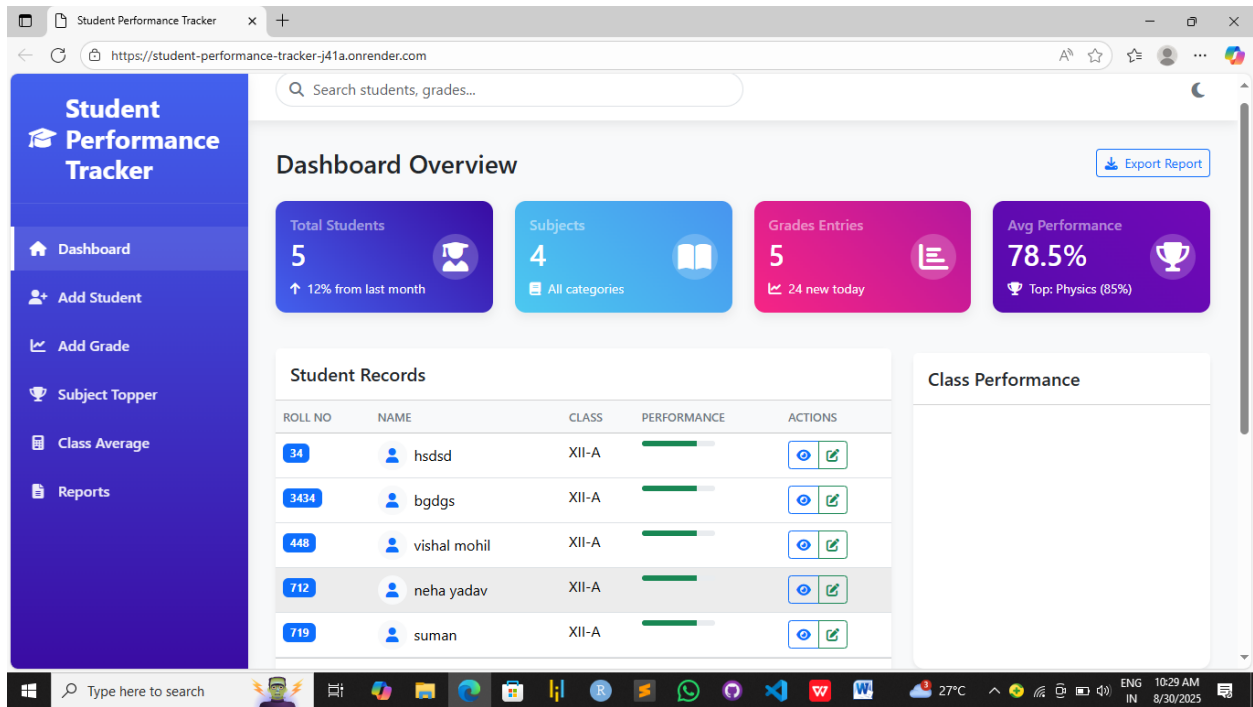 Student Performance Tracker
https://student-performance-tracker-j41a.onrender.com
Student
Performance
Tracker
Dashboard
Add Student
Add Grade
Subject Topper
Class Average
Reports
Search students, grades...
Dashboard Overview
Export Report
Total Students
5
12% from last month
Subjects
4
All categories
Grades Entries
5
24 new today
Avg Performance
78.5%
Top: Physics (85%)
Student Records
ROLL NO NAME CLASS PERFORMANCE ACTIONS
34 hsdsd XII-A
3434 bgdgs XII-A
448 vishal mohil XII-A
712 neha yadav XII-A
719 suman XII-A
Class Performance
Type here to search
3
27°C
ENG
IN
10:29 AM
8/30/2025